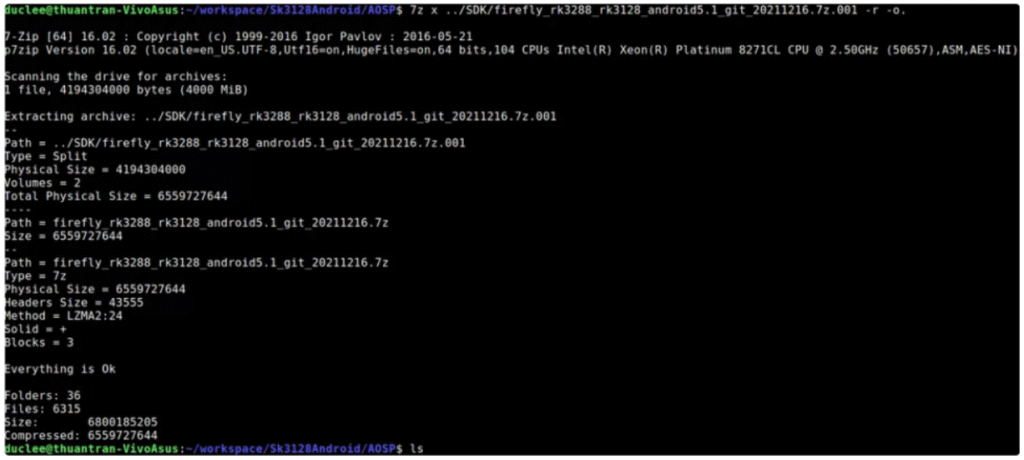 duclee@thuantran-VivoAsus:~/workspace/Sk3128Android/AOSP$ 7z x ../SDK/firefly_rk3288_rk3128_android5.1_git_20211216.7z.001 -r -o.
7-Zip [64] 16.02 : Copyright (c) 1999-2016 Igor Pavlov : 2016-05-21
p7zip Version 16.02 (locale=en_US.UTF-8,Utf16=on,HugeFiles=on,64 bits,104 CPUs Intel(R) Xeon(R) Platinum 8271CL CPU @ 2.50GHz (50657),ASM,AES-NI)
Scanning the drive for archives:
1 file, 4194304000 bytes (4000 MiB)
Extracting archive: ../SDK/firefly_rk3288_rk3128_android5.1_git_20211216.7z.001
--
Path = ../SDK/firefly_rk3288_rk3128_android5.1_git_20211216.7z.001
Type = Split
Physical Size = 4194304000
Volumes = 2
Total Physical Size = 6559727644
----
Path = firefly_rk3288_rk3128_android5.1_git_20211216.7z
Size = 6559727644
--
Path = firefly_rk3288_rk3128_android5.1_git_20211216.7z
Type = 7z
Physical Size = 6559727644
Headers Size = 43555
Method = LZMA2:24
Solid = +
Blocks = 3
Everything is Ok
Folders: 36
Files: 6315
Size:       6800185205
Compressed: 6559727644
duclee@thuantran-VivoAsus:~/workspace/Sk3128Android/AOSP$ ls